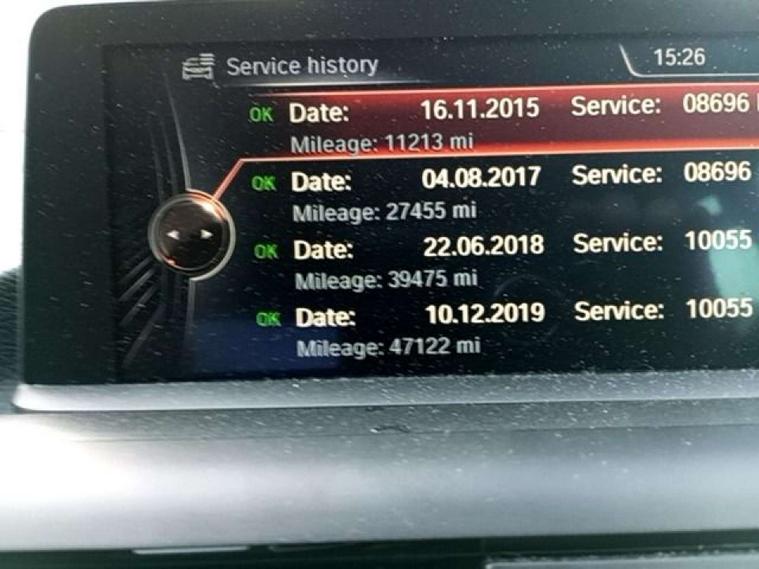 Service history 15:26
OK Date: 16.11.2015 Service: 08696
Mileage: 11213 mi
OK Date: 04.08.2017 Service: 08696
Mileage: 27455 mi
OK Date: 22.06.2018 Service: 10055
Mileage: 39475 mi
OK Date: 10.12.2019 Service: 10055
Mileage: 47122 mi